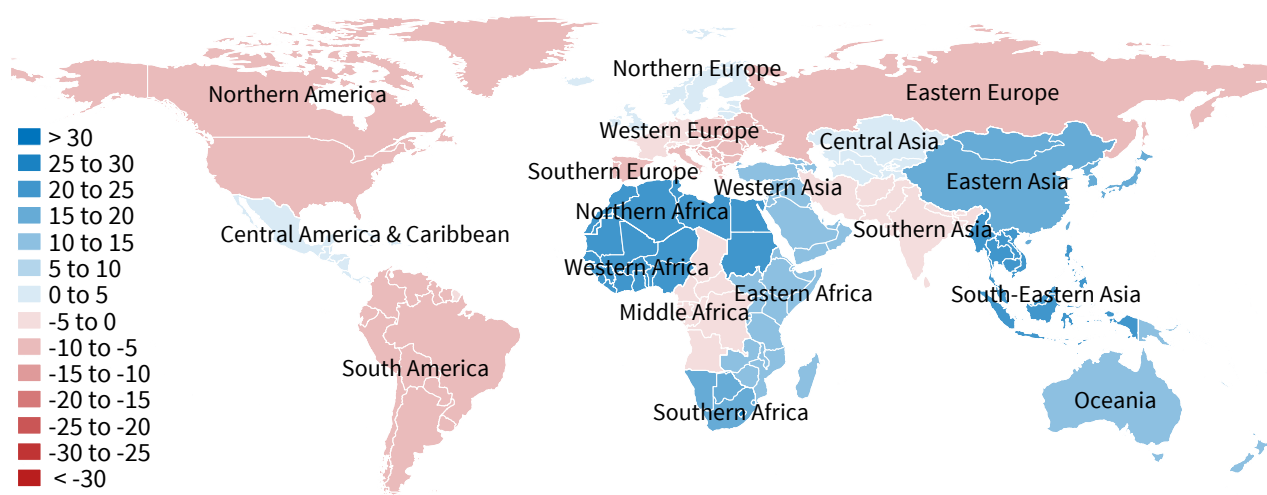 Northern Europe
Northern America
Eastern Europe
Western Europe
Central Asia
Southern Europe
Western Asia
Eastern Asia
Northern Africa
Central America & Caribbean
Southern Asia
Western Africa
Eastern Africa
South-Eastern Asia
Middle Africa
South America
Oceania
Southern Africa
> 30
25 to 30
20 to 25
15 to 20
10 to 15
5 to 10
0 to 5
-5 to 0
-10 to -5
-15 to -10
-20 to -15
-25 to -20
-30 to -25
< -30